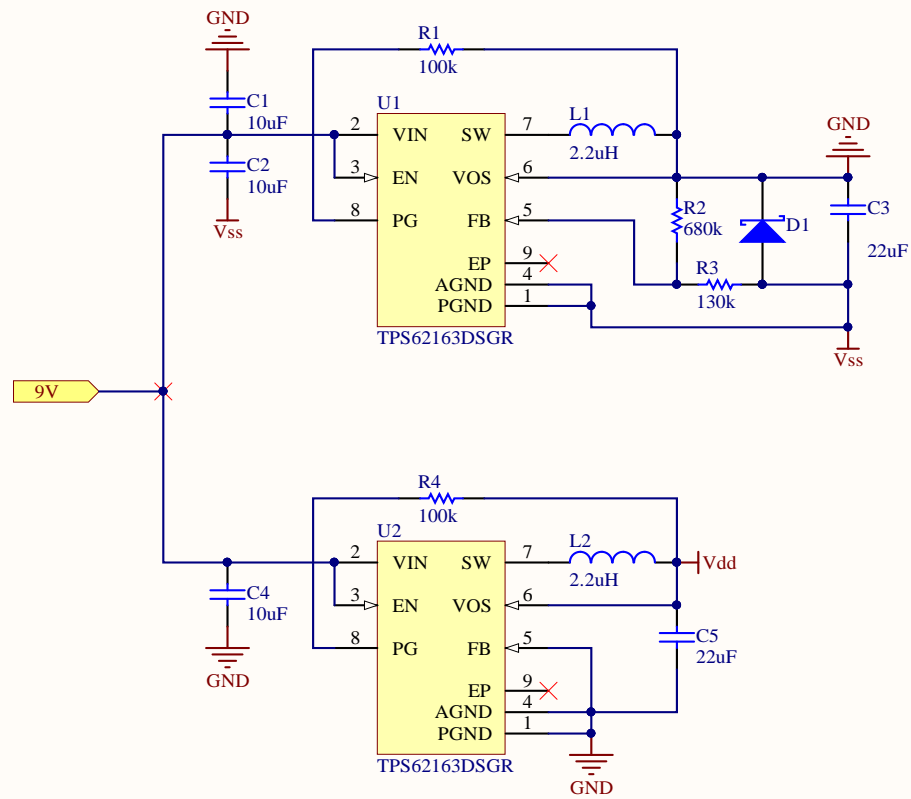 GND
R1
100k
C1
10uF
C2
10uF
Vss
U1
2
VIN
SW
7
3
EN
VOS
6
8
PG
FB
5
EP
9
AGND
4
PGND
1
TPS62163DSGR
L1
2.2uH
GND
R2
680k
D1
C3
22uF
R3
130k
Vss
9V
R4
100k
U2
2
VIN
SW
7
3
EN
VOS
6
8
PG
FB
5
EP
9
AGND
4
PGND
1
TPS62163DSGR
L2
2.2uH
Vdd
C4
10uF
GND
C5
22uF
GND